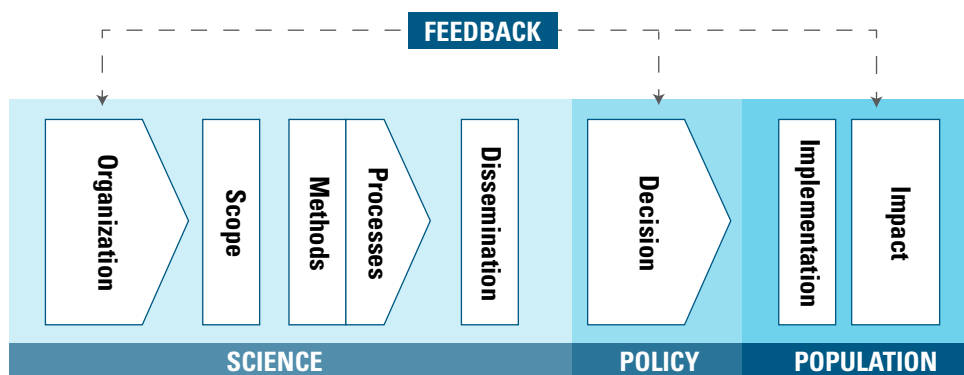 FEEDBACK
Organization
Scope
Methods
Processes
Dissemination
Decision
Implementation
Impact
SCIENCE
POLICY
POPULATION